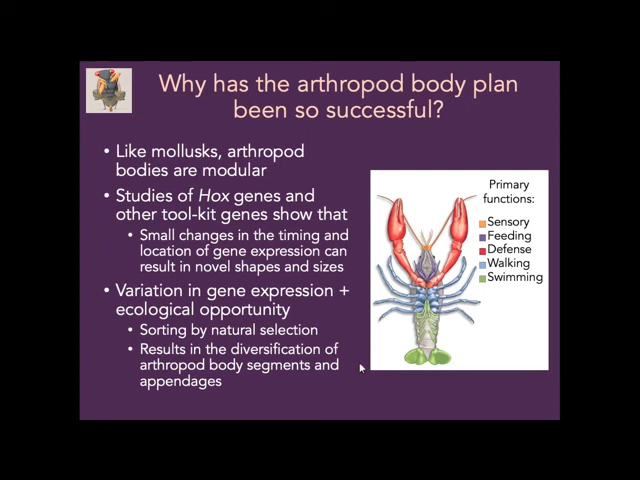 Why has the arthropod body plan
been so successful?
• Like mollusks, arthropod
bodies are modular
• Studies of Hox genes and
other tool-kit genes show that
• Small changes in the timing and
location of gene expression can
result in novel shapes and sizes
• Variation in gene expression +
ecological opportunity
• Sorting by natural selection
• Results in the diversification of
arthropod body segments and
appendages
Primary
functions:
Sensory
Feeding
Defense
Walking
Swimming